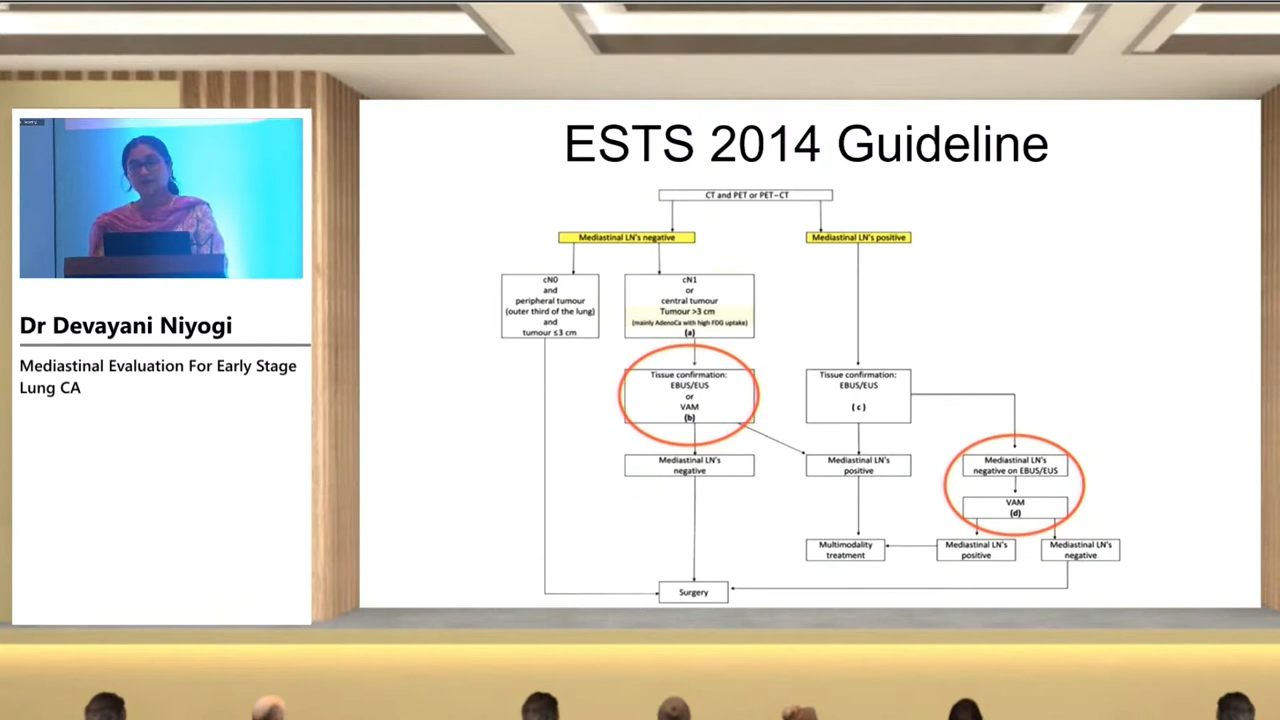 Dr Devayani Niyogi
Mediastinal Evaluation For Early Stage
Lung CA
ESTS 2014 Guideline
CT and PET or PET–CT
Mediastinal LN's negative
Mediastinal LN's positive
cN0
and
peripheral tumour
(outer third of the lung)
and
tumour ≤3 cm
cN1
or
central tumour
Tumour >3 cm
(mainly AdenoCa with high FDG uptake)
(a)
Tissue confirmation:
EBUS/EUS
or
VAM
(b)
Tissue confirmation:
EBUS/EUS
(c)
Mediastinal LN's
negative
Mediastinal LN's
positive
Mediastinal LN's
negative on EBUS/EUS
VAM
(d)
Multimodality
treatment
Mediastinal LN's
positive
Mediastinal LN's
negative
Surgery